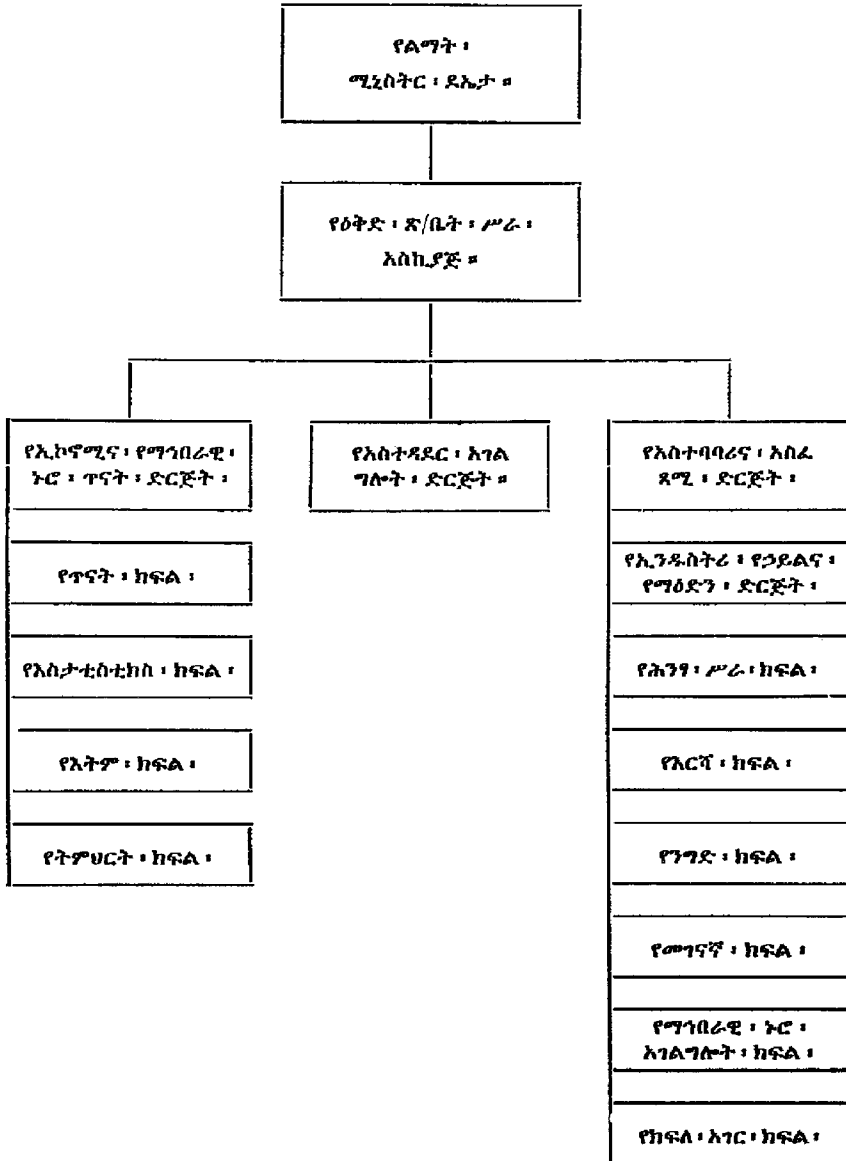 የልማት ፡
ሚኒስትር ፡ ደኤታ ።
የዕቅድ ፡ ጽ/ቤት ፡ ሥራ ፡
አስኪያጅ ።
የኢኮኖሚና ፡ የማኅበራዊ ፡
ኑሮ ፡ ጥናት ፡ ድርጅት ፡
የጥናት ፡ ክፍል ፡
የእስታቲስቲክስ ፡ ክፍል ፡
የእትም ፡ ክፍል ፡
የትምህርት ፡ ክፍል ፡
የአስተዳደር ፡ አገል
ግሎት ፡ ድርጅት ።
የአስተባባሪና ፡ አስፈ
ጻሚ ፡ ድርጅት ፡
የኢንዱስትሪ ፡ የኃይልና ፡
የማዕድን ፡ ድርጅት ፡
የሕንፃ ፡ ሥራ ፡ ክፍል ፡
የእርሻ ፡ ክፍል ፡
የንግድ ፡ ክፍል ፡
የመገናኛ ፡ ክፍል ፡
የማኅበራዊ ፡ ኑሮ ፡
አገልግሎት ፡ ክፍል ፡
የክፍለ ፡ አገር ፡ ክፍል ፡